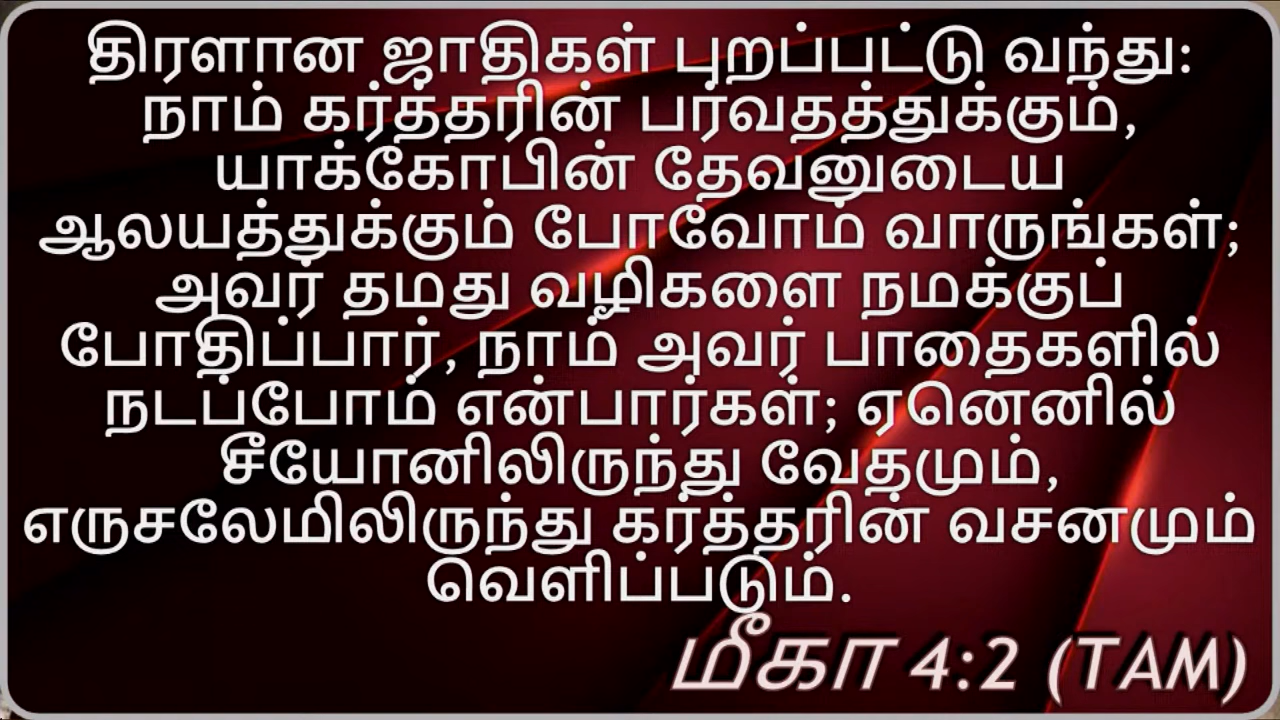 திரளான ஜாதிகள் புறப்பட்டு வந்து:
நாம் கர்த்தரின் பர்வதத்துக்கும்,
யாக்கோபின் தேவனுடைய
ஆலயத்துக்கும் போவோம் வாருங்கள்;
அவர் தமது வழிகளை நமக்குப்
போதிப்பார், நாம் அவர் பாதைகளில்
நடப்போம் என்பார்கள்; ஏனெனில்
சீயோனிலிருந்து வேதமும்,
எருசலேமிலிருந்து கர்த்தரின் வசனமும்
வெளிப்படும்.
மீகா 4:2 (TAM)